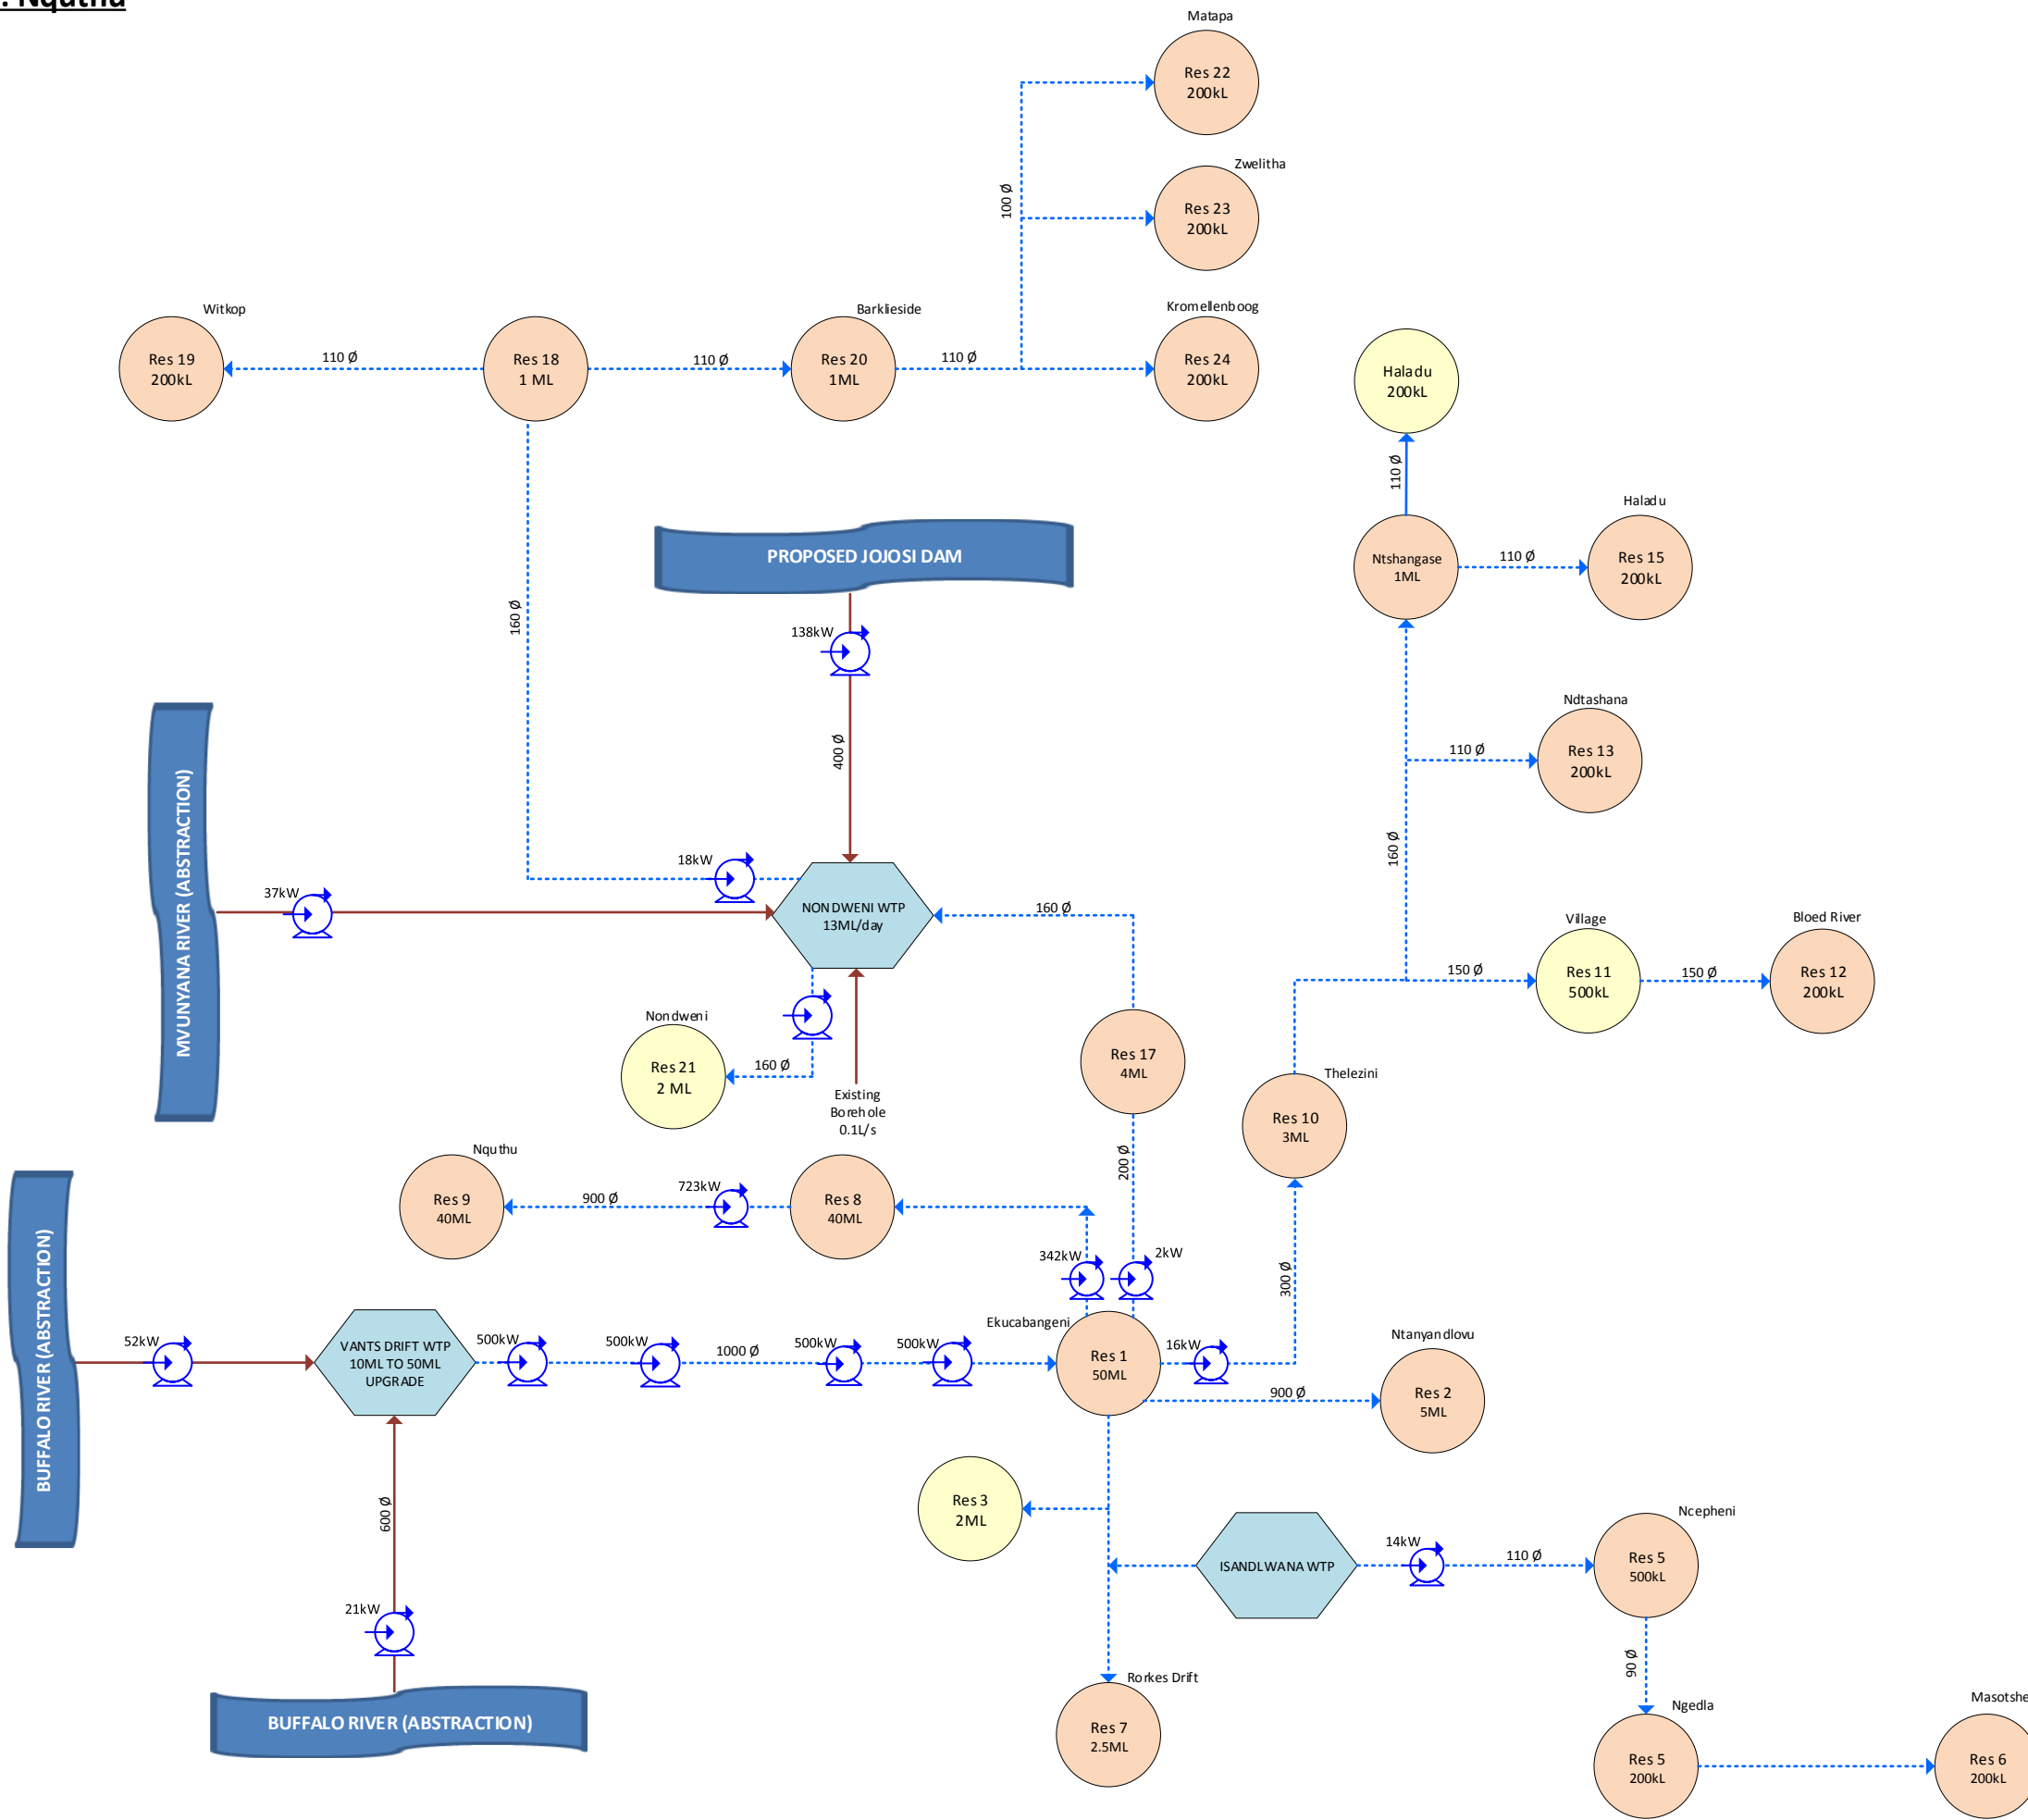 : Nquthu
Matapa
Res 22
200kL
Zwelitha
100 Ø
Res 23
200kL
Witkop
Barklieside
Kromellenboog
Res 19
200kL
110 Ø
Res 18
1 ML
110 Ø
Res 20
1ML
110 Ø
Res 24
200kL
Haladu
200kL
110 Ø
Haladu
PROPOSED JOJOSI DAM
Ntshangase
1ML
110 Ø
Res 15
200kL
160 Ø
138kW
Ndtashana
400 Ø
110 Ø
Res 13
200kL
MVUNYANA RIVER (ABSTRACTION)
160 Ø
18kW
37kW
NONDWENI WTP
13ML/day
160 Ø
Village
Bloed River
150 Ø
Res 11
500kL
150 Ø
Res 12
200kL
Nondweni
Res 21
2 ML
160 Ø
Existing
Borehole
0.1L/s
Res 17
4ML
Thelezini
Res 10
3ML
Nquthu
200 Ø
Res 9
40ML
900 Ø
723kW
Res 8
40ML
342kW
2kW
300 Ø
BUFFALO RIVER (ABSTRACTION)
52kW
VANTS DRIFT WTP
10ML TO 50ML
UPGRADE
500kW
500kW
1000 Ø
500kW
500kW
Ekucabangeni
Res 1
50ML
16kW
Ntanyandlovu
900 Ø
Res 2
5ML
600 Ø
Res 3
2ML
Ncepheni
ISANDLWANA WTP
14kW
110 Ø
Res 5
500kL
21kW
90 Ø
Rorkes Drift
Ngedla
Masotshe
BUFFALO RIVER (ABSTRACTION)
Res 7
2.5ML
Res 5
200kL
Res 6
200kL